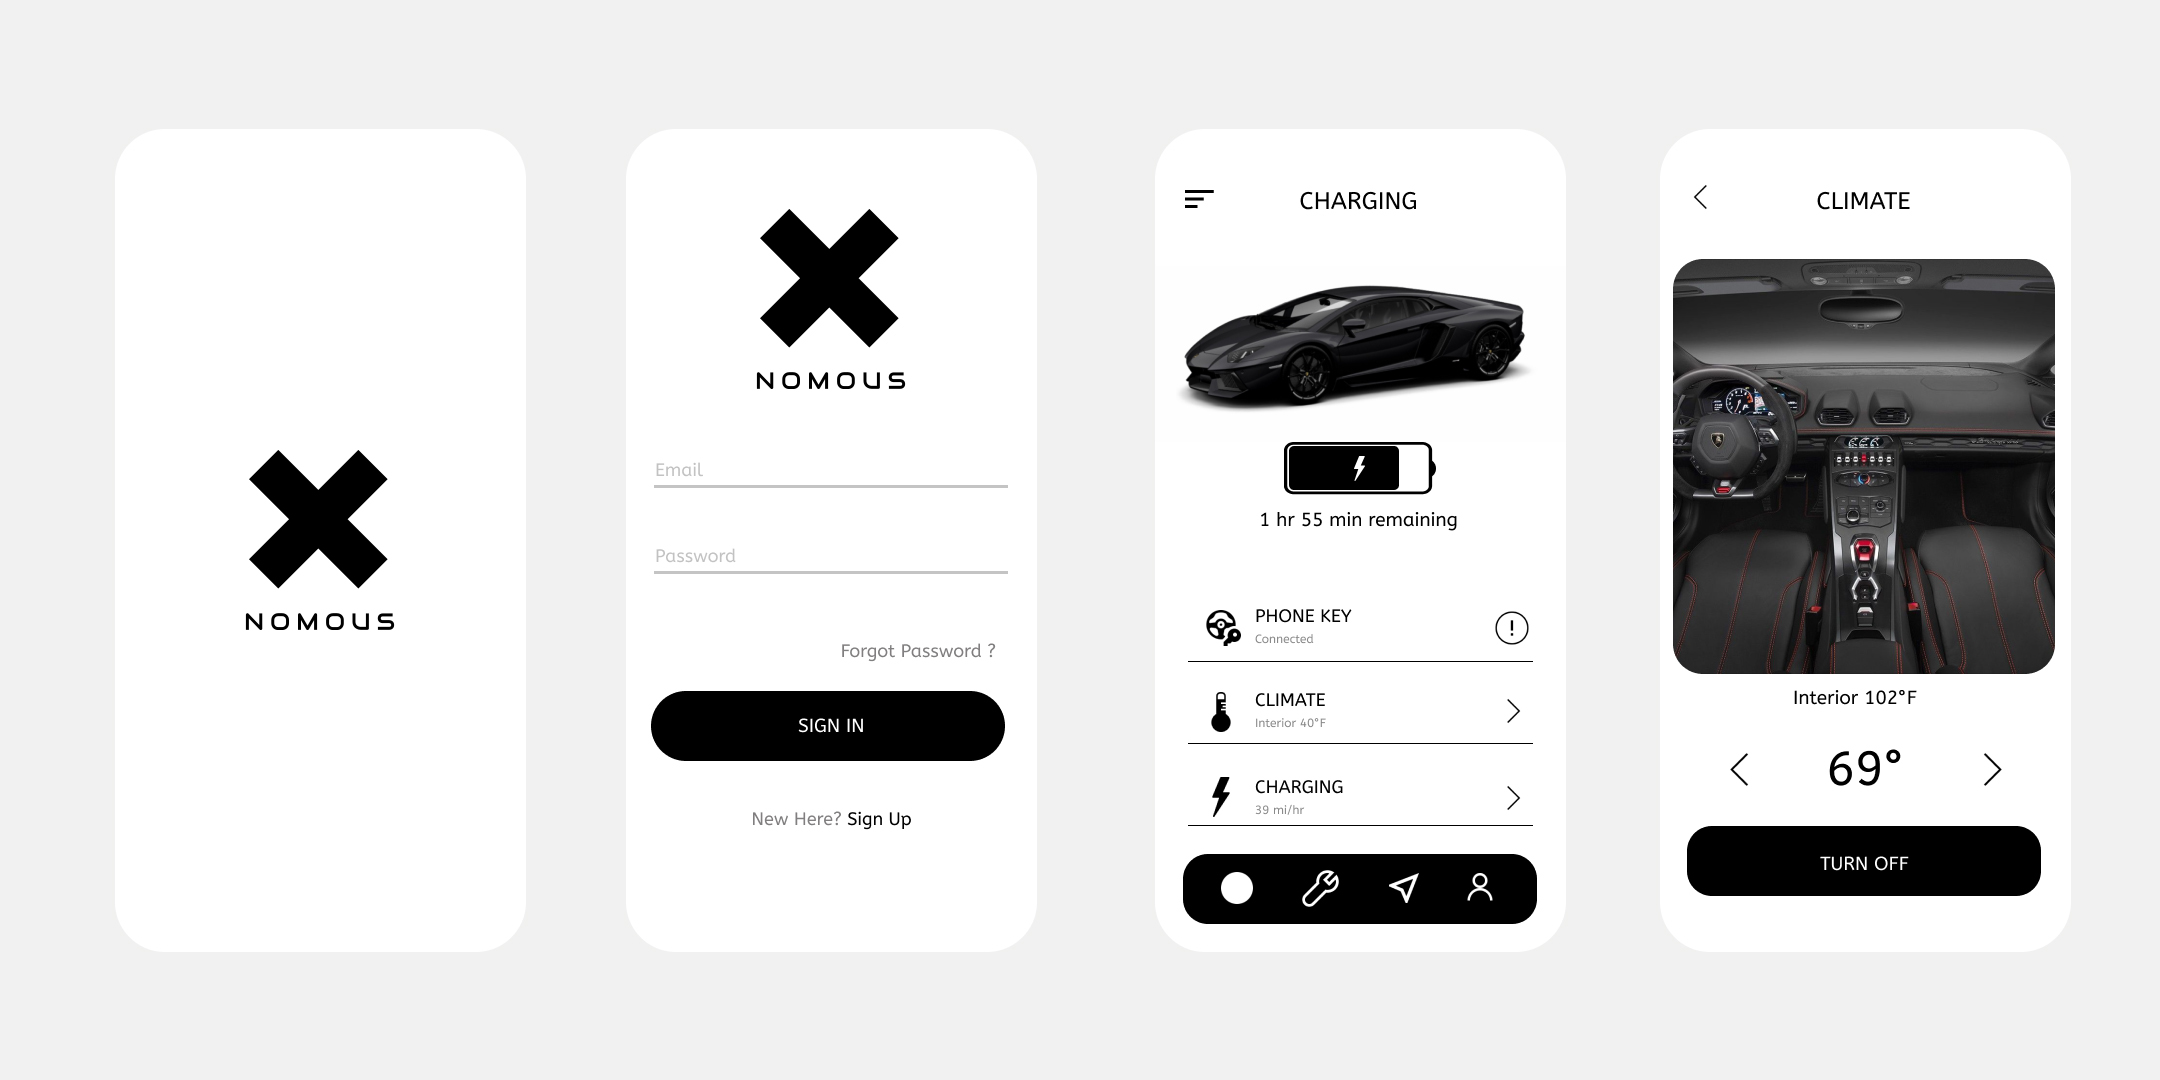 NOMOUS
NOMOUS
Email
Password
Forgot Password ?
SIGN IN
New Here? Sign Up
CHARGING
1 hr 55 min remaining
PHONE KEY
Connected
CLIMATE
Interior 40°F
CHARGING
39 mi/hr
CLIMATE
Interior 102°F
69°
TURN OFF